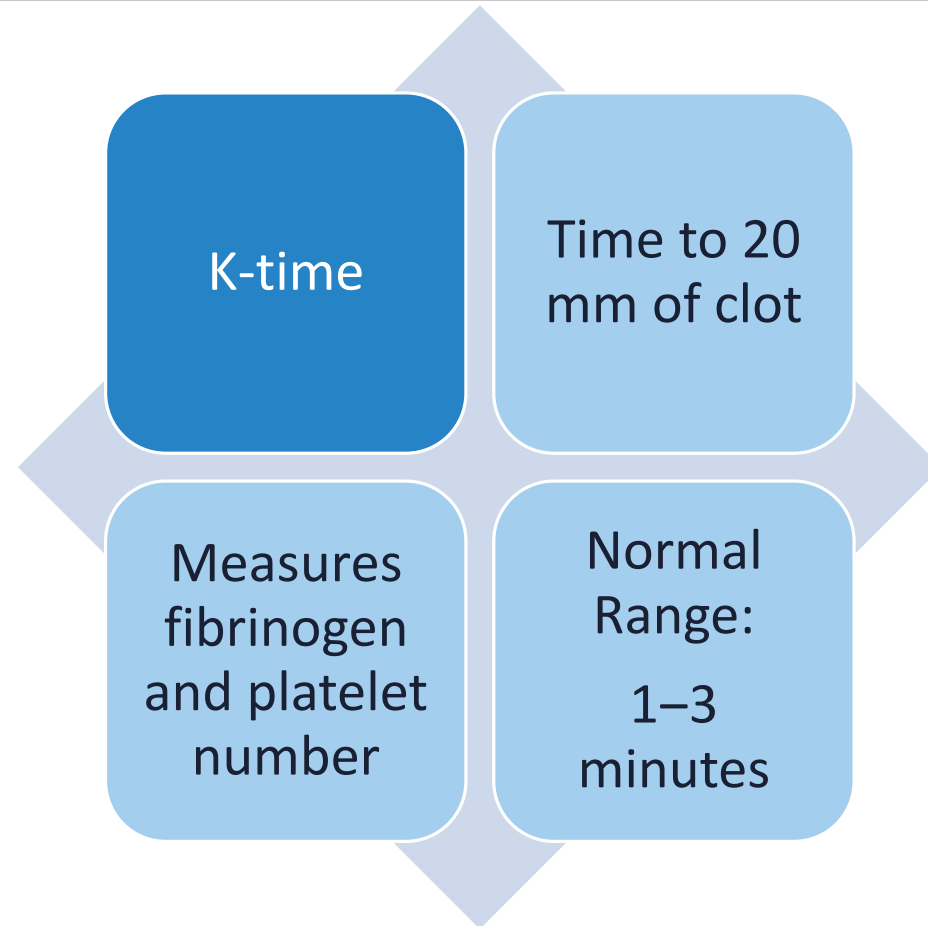 K-time
Time to 20
mm of clot
Measures
fibrinogen
and platelet
number
Normal
Range:
1–3
minutes